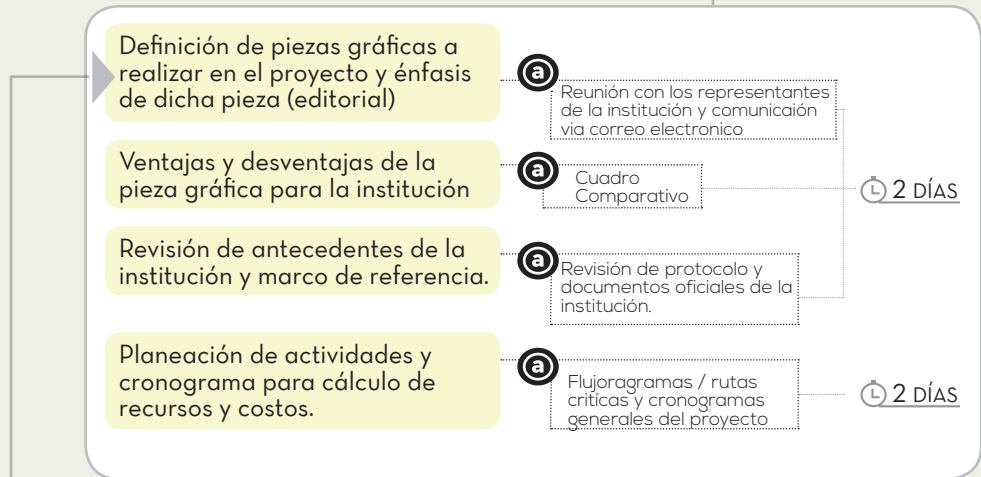 Definición de piezas gráficas a
realizar en el proyecto y énfasis
de dicha pieza (editorial)
a
Reunión con los representantes
de la institución y comunicaión
via correo electronico
Ventajas y desventajas de la
pieza gráfica para la institución
a
Cuadro
Comparativo
2 DÍAS
Revisión de antecedentes de la
institución y marco de referencia.
a
Revisión de protocolo y
documentos oficiales de la
institución.
Planeación de actividades y
cronograma para cálculo de
recursos y costos.
a
Flujoragramas / rutas
critícas y cronogramas
generales del proyecto
2 DÍAS